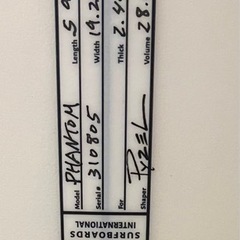 SURFBOARDS
INTERNATIONAL
Model PHANTOM Length 5'9
Serial# 310805 Width 19.2
For Thick 2.4
Shaper PYZEL Volume 28.